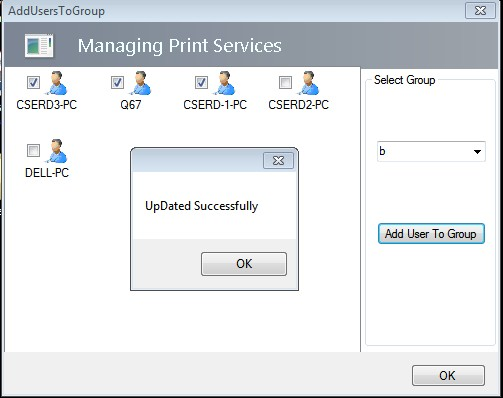 AddUsersToGroup
Managing Print Services
CSERD3-PC
Q67
CSERD-1-PC
CSERD2-PC
DELL-PC
Select Group
b
Add User To Group
UpDated Successfully
OK
OK